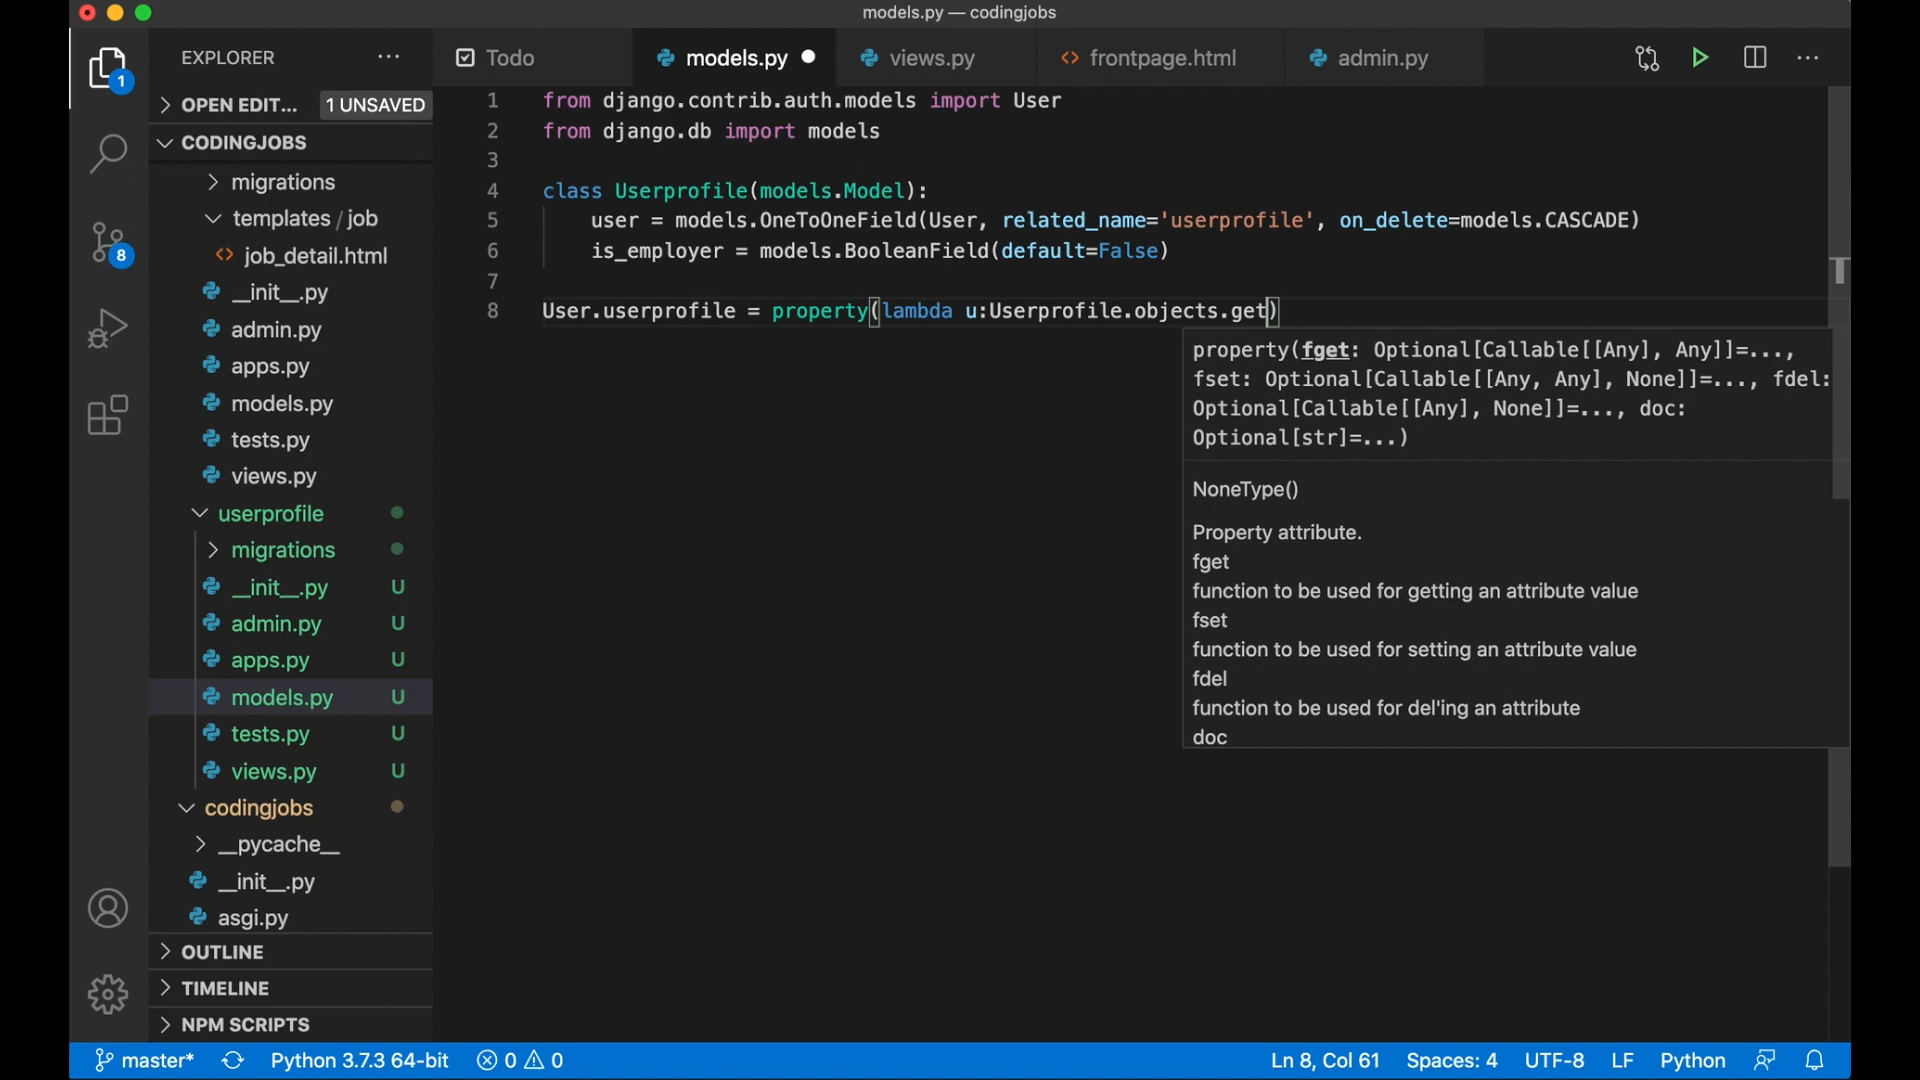 models.py — codingjobs
EXPLORER
OPEN EDIT... 1 UNSAVED
CODINGJOBS
migrations
templates / job
job_detail.html
__init__.py
admin.py
apps.py
models.py
tests.py
views.py
userprofile
migrations
__init__.py U
admin.py U
apps.py U
models.py U
tests.py U
views.py U
codingjobs
__pycache__
__init__.py
asgi.py
OUTLINE
TIMELINE
NPM SCRIPTS
1
8
Todo models.py views.py frontpage.html admin.py
1 from django.contrib.auth.models import User
2 from django.db import models
3
4 class Userprofile(models.Model):
5 user = models.OneToOneField(User, related_name='userprofile', on_delete=models.CASCADE)
6 is_employer = models.BooleanField(default=False)
7
8 User.userprofile = property(lambda u:Userprofile.objects.get)
property(fget: Optional[Callable[[Any], Any]]=...,
fset: Optional[Callable[[Any, Any], None]]=..., fdel:
Optional[Callable[[Any], None]]=..., doc:
Optional[str]=...)
NoneType()
Property attribute.
fget
function to be used for getting an attribute value
fset
function to be used for setting an attribute value
fdel
function to be used for del'ing an attribute
doc
master* Python 3.7.3 64-bit 0 0 Ln 8, Col 61 Spaces: 4 UTF-8 LF Python